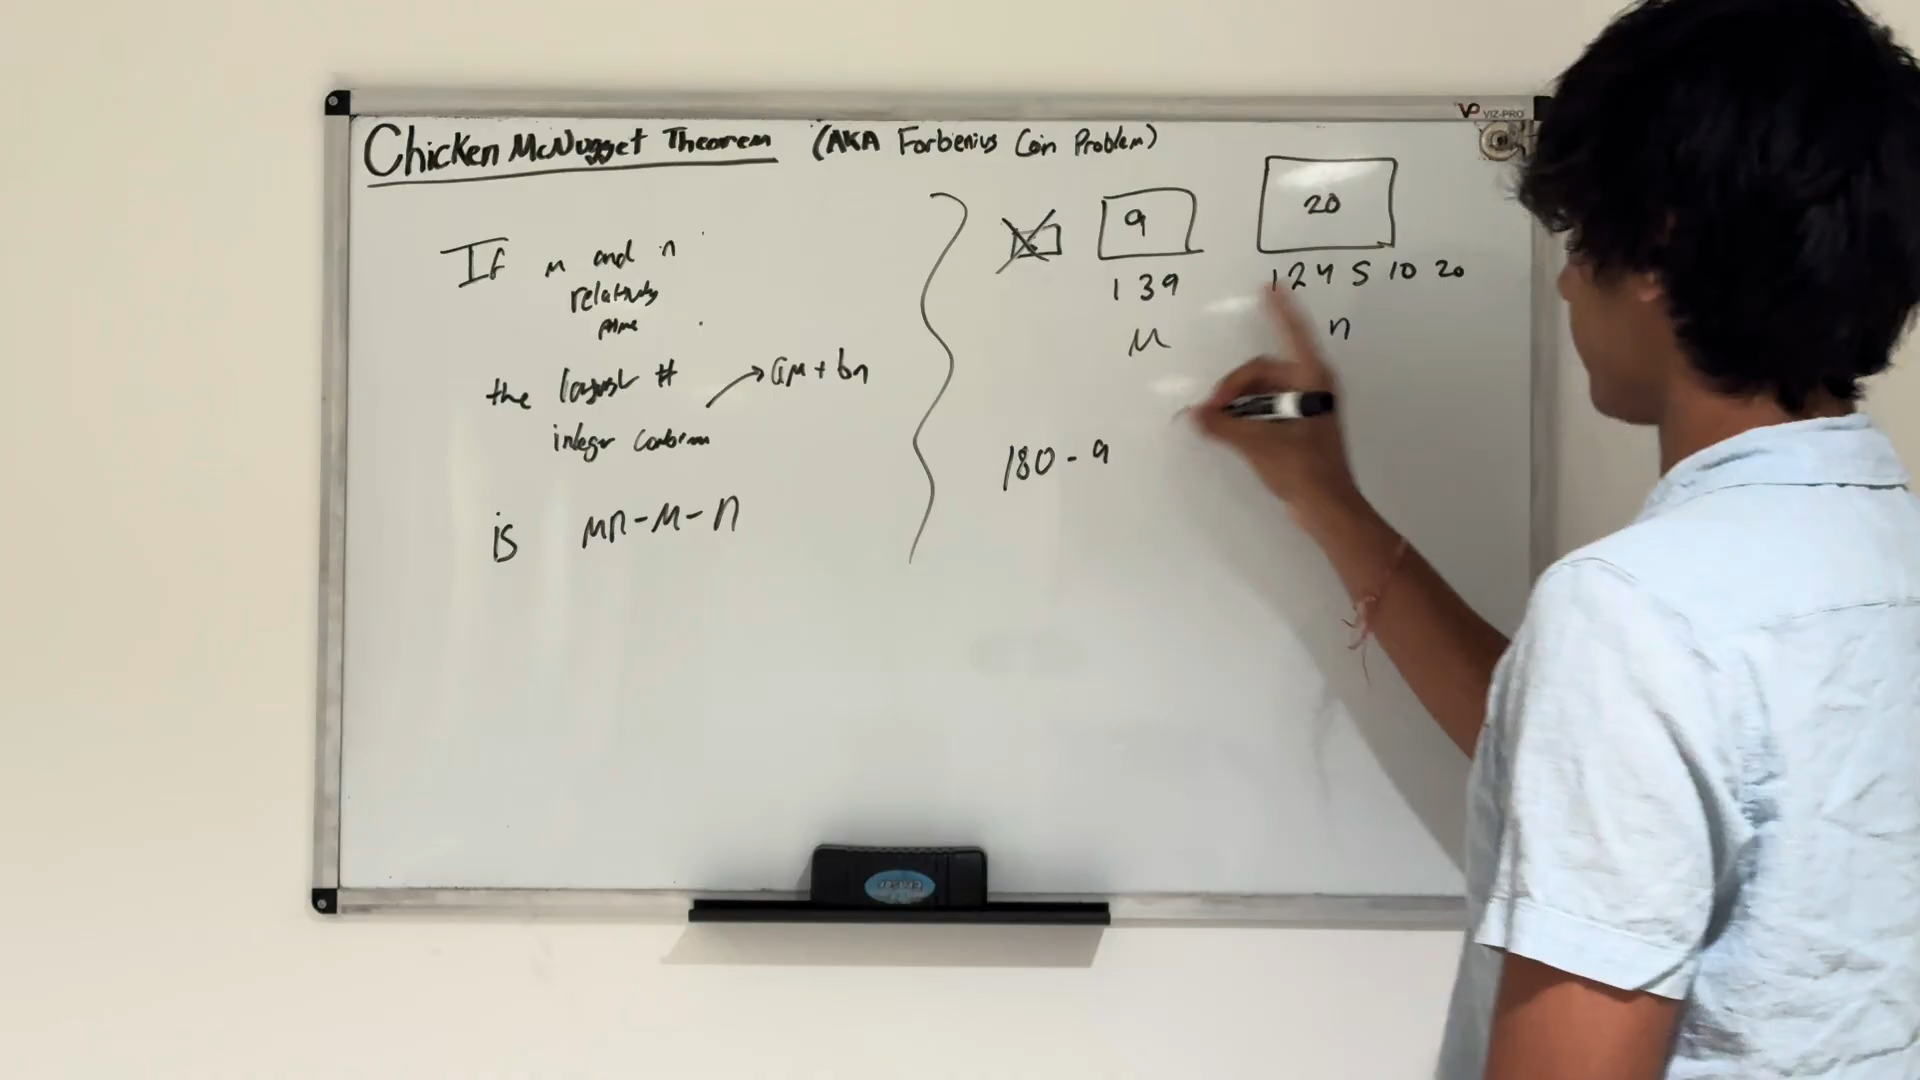 Chicken McNugget Theorem (AKA Forbenius Coin Problem)
VIZ-PRO
If m and n
relatively
prime
the largest #
→ am + bn
integer combin
is mn - m - n
9
20
1 3 9
1 2 4 5 10 20
m
n
180 - 9